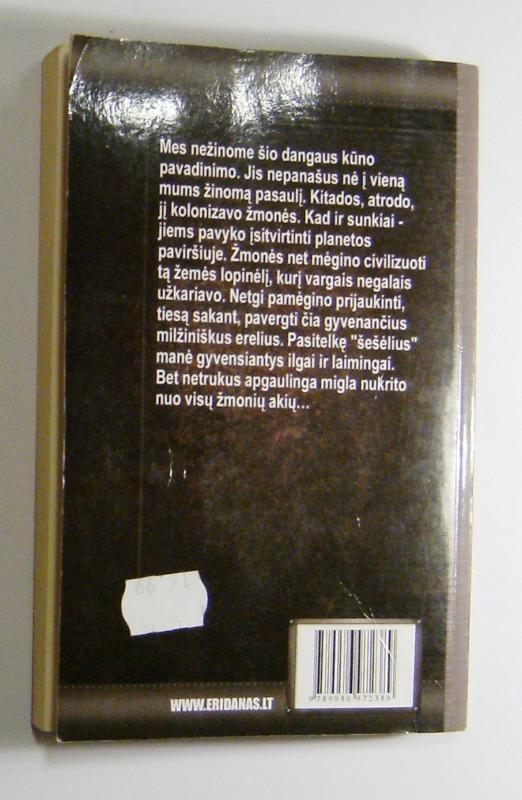 Mes nežinome šio dangaus kūno
pavadinimo. Jis nepanašus nė į vieną
mums žinomą pasaulį. Kitados, atrodo,
jį kolonizavo žmonės. Kad ir sunkiai -
jiems pavyko įsitvirtinti planetos
paviršiuje. Žmonės net mėgino civilizuoti
tą žemės lopinėlį, kurį vargais negalais
užkariavo. Netgi pamėgino prijaukinti,
tiesą sakant, pavergti čia gyvenančius
milžiniškus erelius. Pasitelkę "šešėlius"
manė gyvensiantys ilgai ir laimingai.
Bet netrukus apgaulinga migla nukrito
nuo visų žmonių akių...
16,99
9789986972389
WWW.ERIDANAS.LT